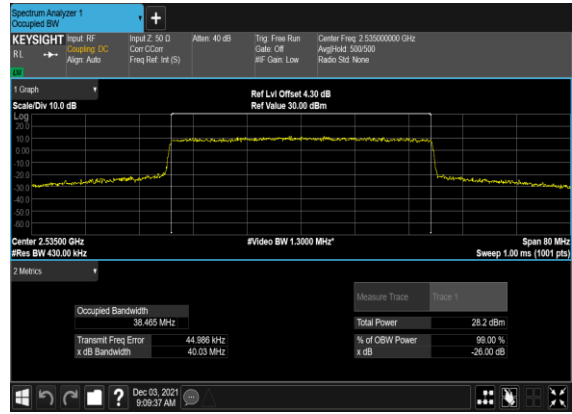 Spectrum Analyzer 1
Occupied BW
KEYSIGHT
RL
Input: RF
Coupling: DC
Align: Auto
Input Z: 50 Ω
Corr CCorr
Freq Ref: Int (S)
Atten: 40 dB
Trig: Free Run
Gate: Off
#IF Gain: Low
Center Freq: 2.535000000 GHz
Avg|Hold: 500/500
Radio Std: None
1 Graph
Scale/Div 10.0 dB
Ref Lvl Offset 4.30 dB
Ref Value 30.00 dBm
Log
20.0
10.0
0.00
-10.0
-20.0
-30.0
-40.0
-50.0
-60.0
Center 2.53500 GHz
#Video BW 1.3000 MHz*
Span 80 MHz
#Res BW 430.00 kHz
Sweep 1.00 ms (1001 pts)
2 Metrics
Measure Trace
Trace 1
Occupied Bandwidth
38.465 MHz
Total Power
28.2 dBm
Transmit Freq Error
44.986 kHz
% of OBW Power
99.00 %
x dB Bandwidth
40.03 MHz
x dB
-26.00 dB
Dec 03, 2021
9:09:37 AM